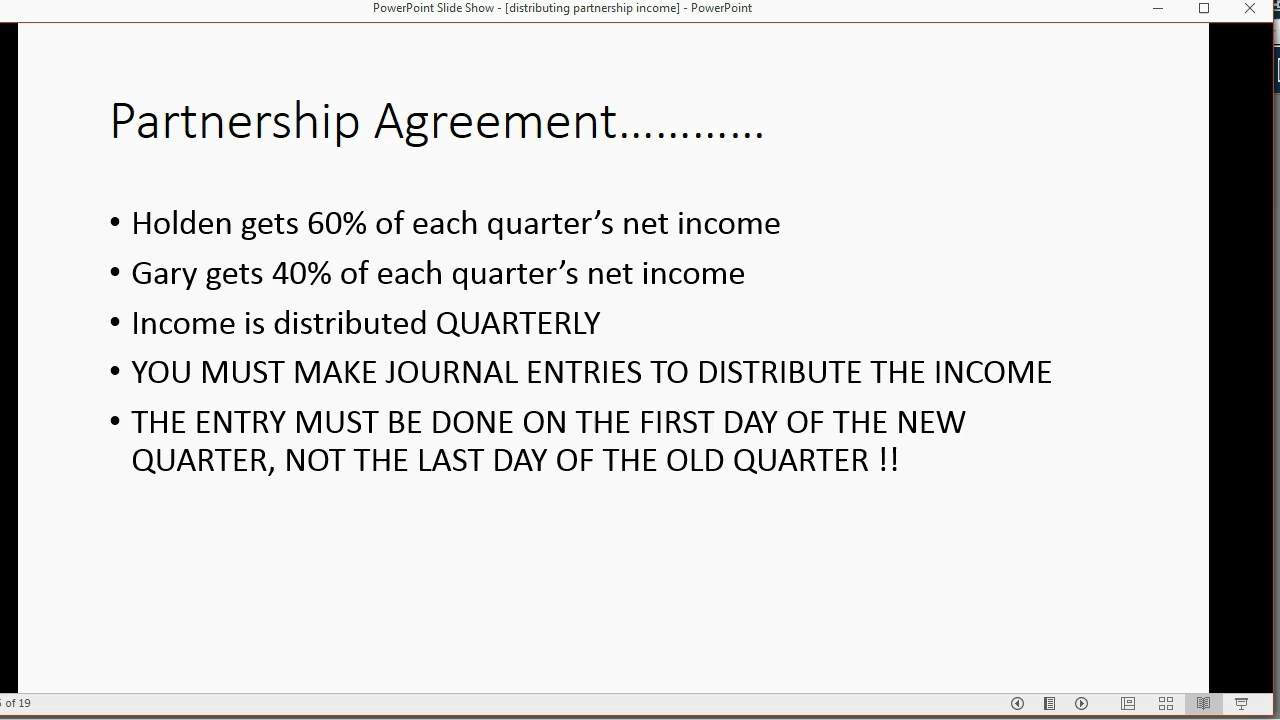 PowerPoint Slide Show - [distributing partnership income] - PowerPoint
Partnership Agreement…………
• Holden gets 60% of each quarter’s net income
• Gary gets 40% of each quarter’s net income
• Income is distributed QUARTERLY
• YOU MUST MAKE JOURNAL ENTRIES TO DISTRIBUTE THE INCOME
• THE ENTRY MUST BE DONE ON THE FIRST DAY OF THE NEW
QUARTER, NOT THE LAST DAY OF THE OLD QUARTER !!
of 19